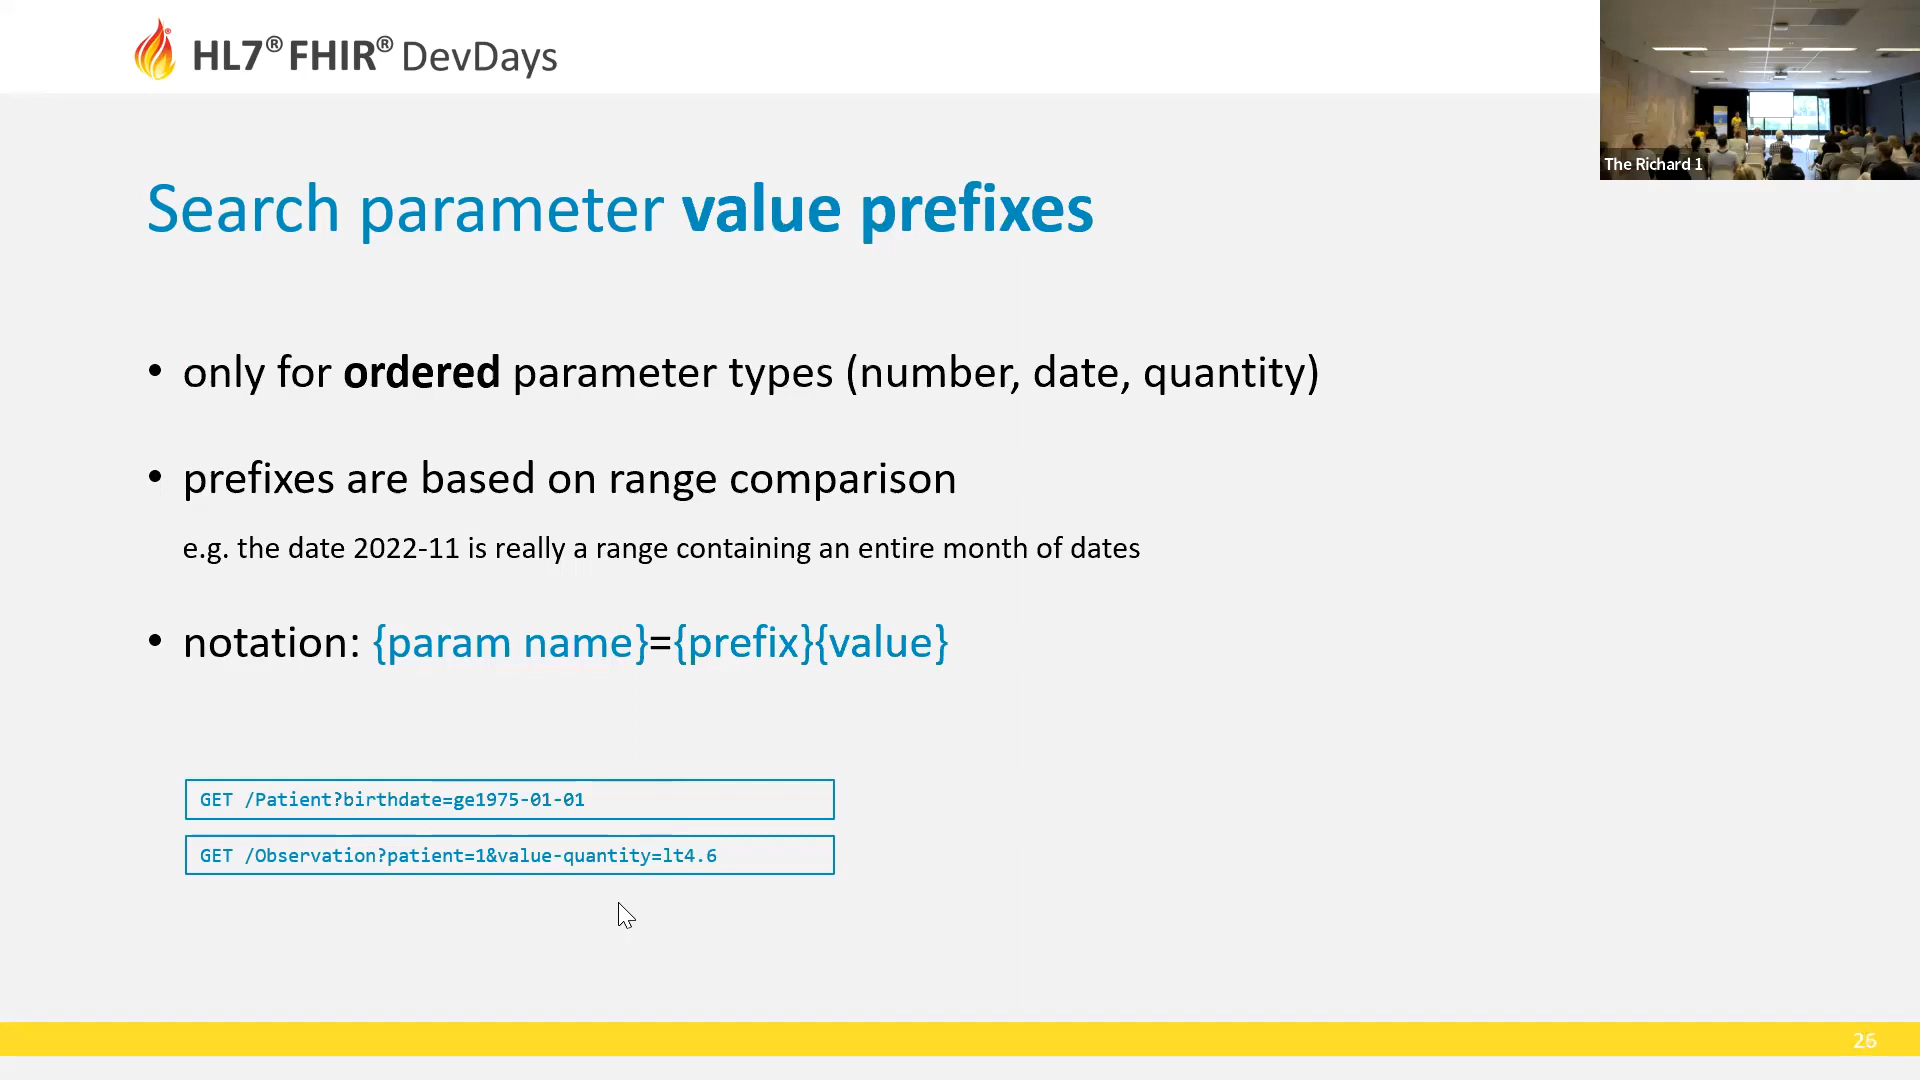 HL7® FHIR® DevDays
The Richard 1
Search parameter value prefixes
• only for ordered parameter types (number, date, quantity)
• prefixes are based on range comparison
e.g. the date 2022-11 is really a range containing an entire month of dates
• notation: {param name}={prefix}{value}
GET /Patient?birthdate=ge1975-01-01
GET /Observation?patient=1&value-quantity=lt4.6
26